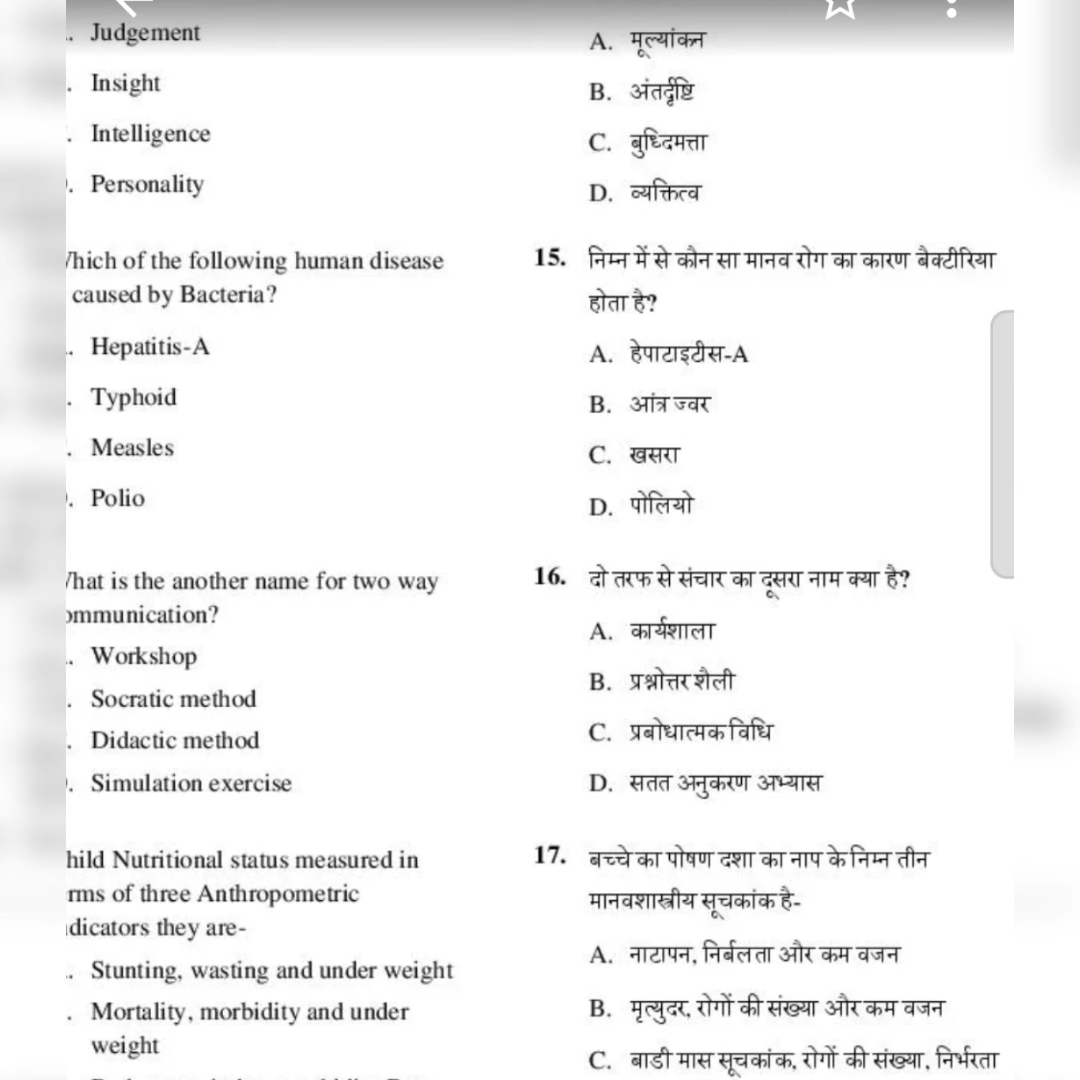 . Judgement
. Insight
. Intelligence
. Personality
hich of the following human disease
caused by Bacteria?
. Hepatitis-A
. Typhoid
. Measles
. Polio
hat is the another name for two way
ommunication?
. Workshop
. Socratic method
. Didactic method
. Simulation exercise
hild Nutritional status measured in
rms of three Anthropometric
dicators they are-
. Stunting, wasting and under weight
. Mortality, morbidity and under
weight
A. मूल्यांकन
B. अंतर्दृष्टि
C. बुध्दिमत्ता
D. व्यक्तित्व
15. निम्न में से कौन सा मानव रोग का कारण बैक्टीरिया
होता है?
A. हेपाटाइटीस-A
B. आंत्र ज्वर
C. खसरा
D. पोलियो
16. दो तरफ से संचार का दूसरा नाम क्या है?
A. कार्यशाला
B. प्रश्नोत्तर शैली
C. प्रबोधात्मक विधि
D. सतत अनुकरण अभ्यास
17. बच्चे का पोषण दशा का नाप के निम्न तीन
मानवशास्त्रीय सूचकांक है-
A. नाटापन, निर्बलता और कम वजन
B. मृत्युदर, रोगों की संख्या और कम वजन
C. बाडी मास सूचकांक, रोगों की संख्या, निर्भरता